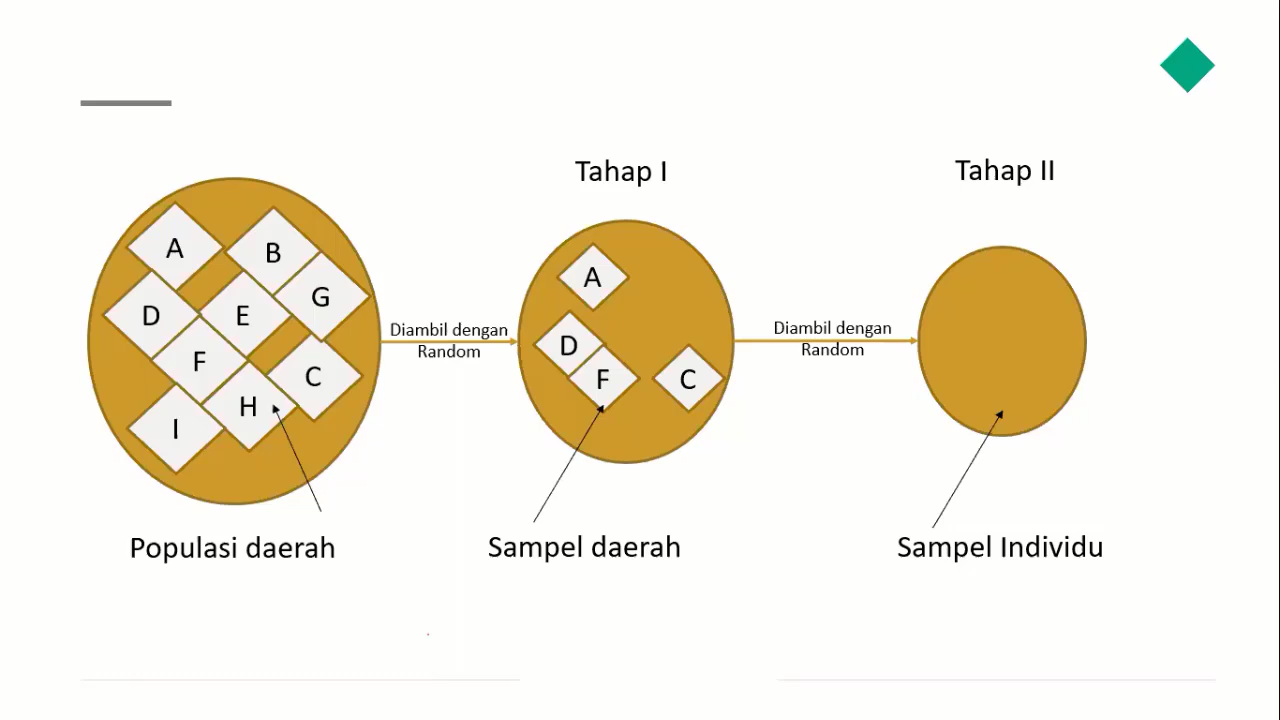 Tahap I
Tahap II
A
B
G
D
E
F
C
H
I
Diambil dengan
Random
A
D
F
C
Diambil dengan
Random
Populasi daerah
Sampel daerah
Sampel Individu